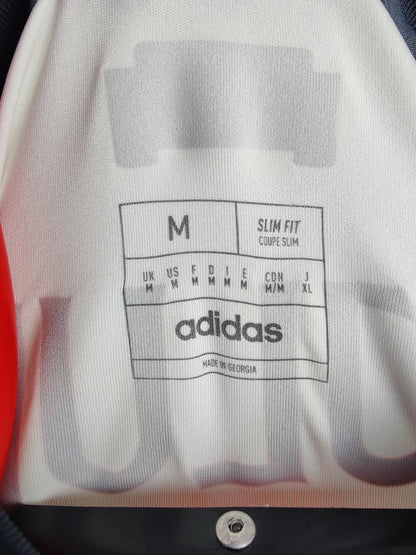 M
SLIM FIT
COUPE SLIM
UK US F D I E CON J
M M M M M M M/M XL
adidas
MADE IN GEORGIA